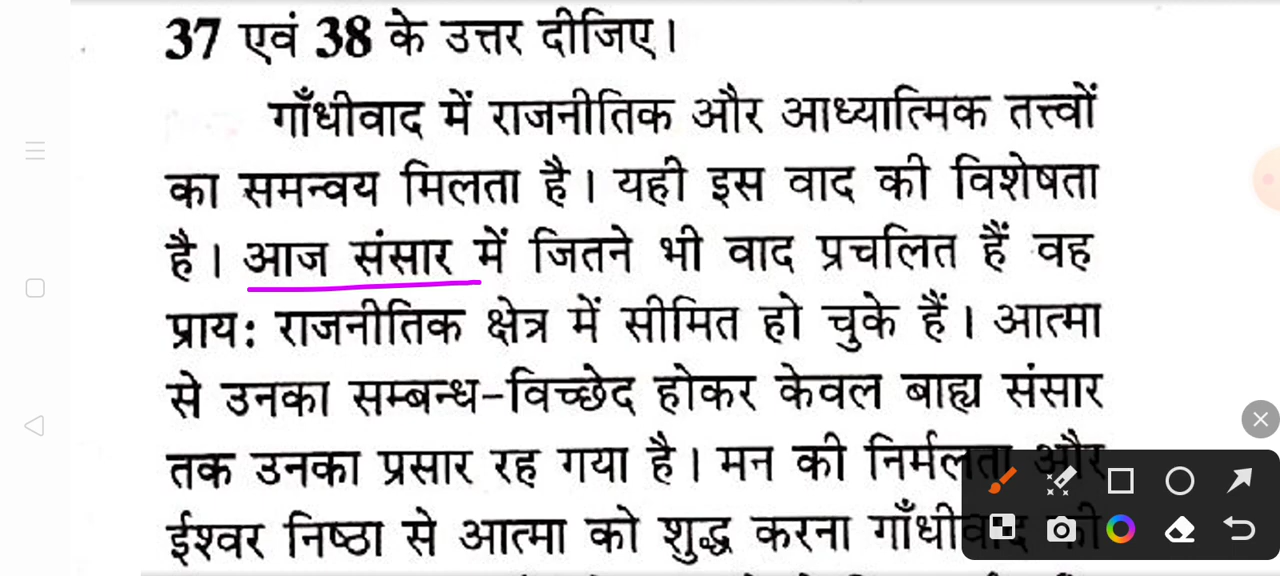 37 एवं 38 के उत्तर दीजिए।
गाँधीवाद में राजनीतिक और आध्यात्मिक तत्त्वों
का समन्वय मिलता है। यही इस वाद की विशेषता
है। आज संसार में जितने भी वाद प्रचलित हैं वह
प्राय: राजनीतिक क्षेत्र में सीमित हो चुके हैं। आत्मा
से उनका सम्बन्ध-विच्छेद होकर केवल बाह्य संसार
तक उनका प्रसार रह गया है। मन की निर्मलता और
ईश्वर निष्ठा से आत्मा को शुद्ध करना गाँधीवाद की